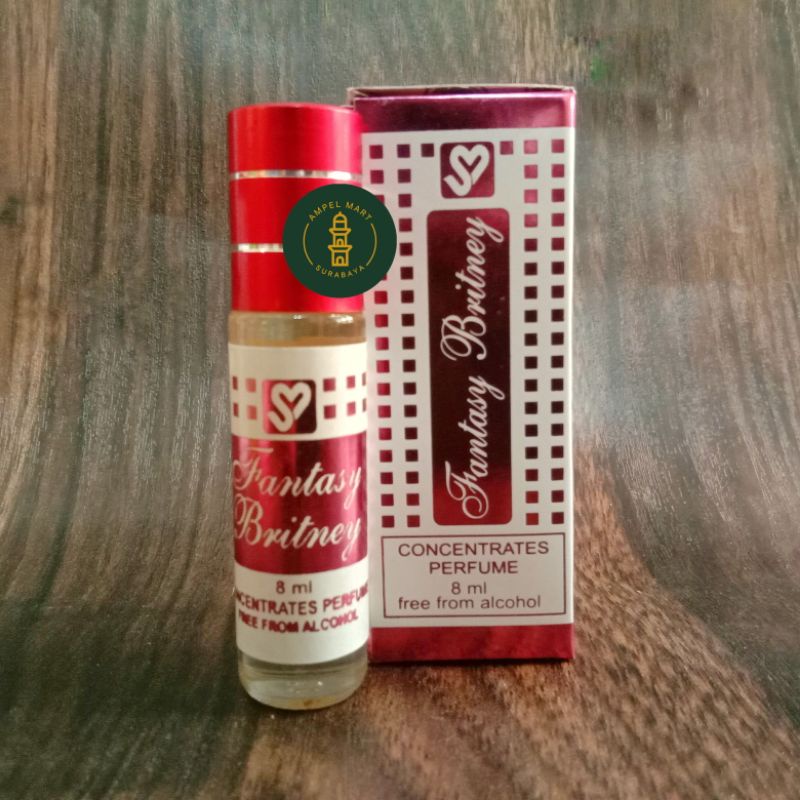 AMPEL MART
SURABAYA
Fantasy Britney
CONCENTRATES
PERFUME
8 ml
free from alcohol
Fantasy
Britney
8 ml
CONCENTRATES PERFUME
FREE FROM ALCOHOL